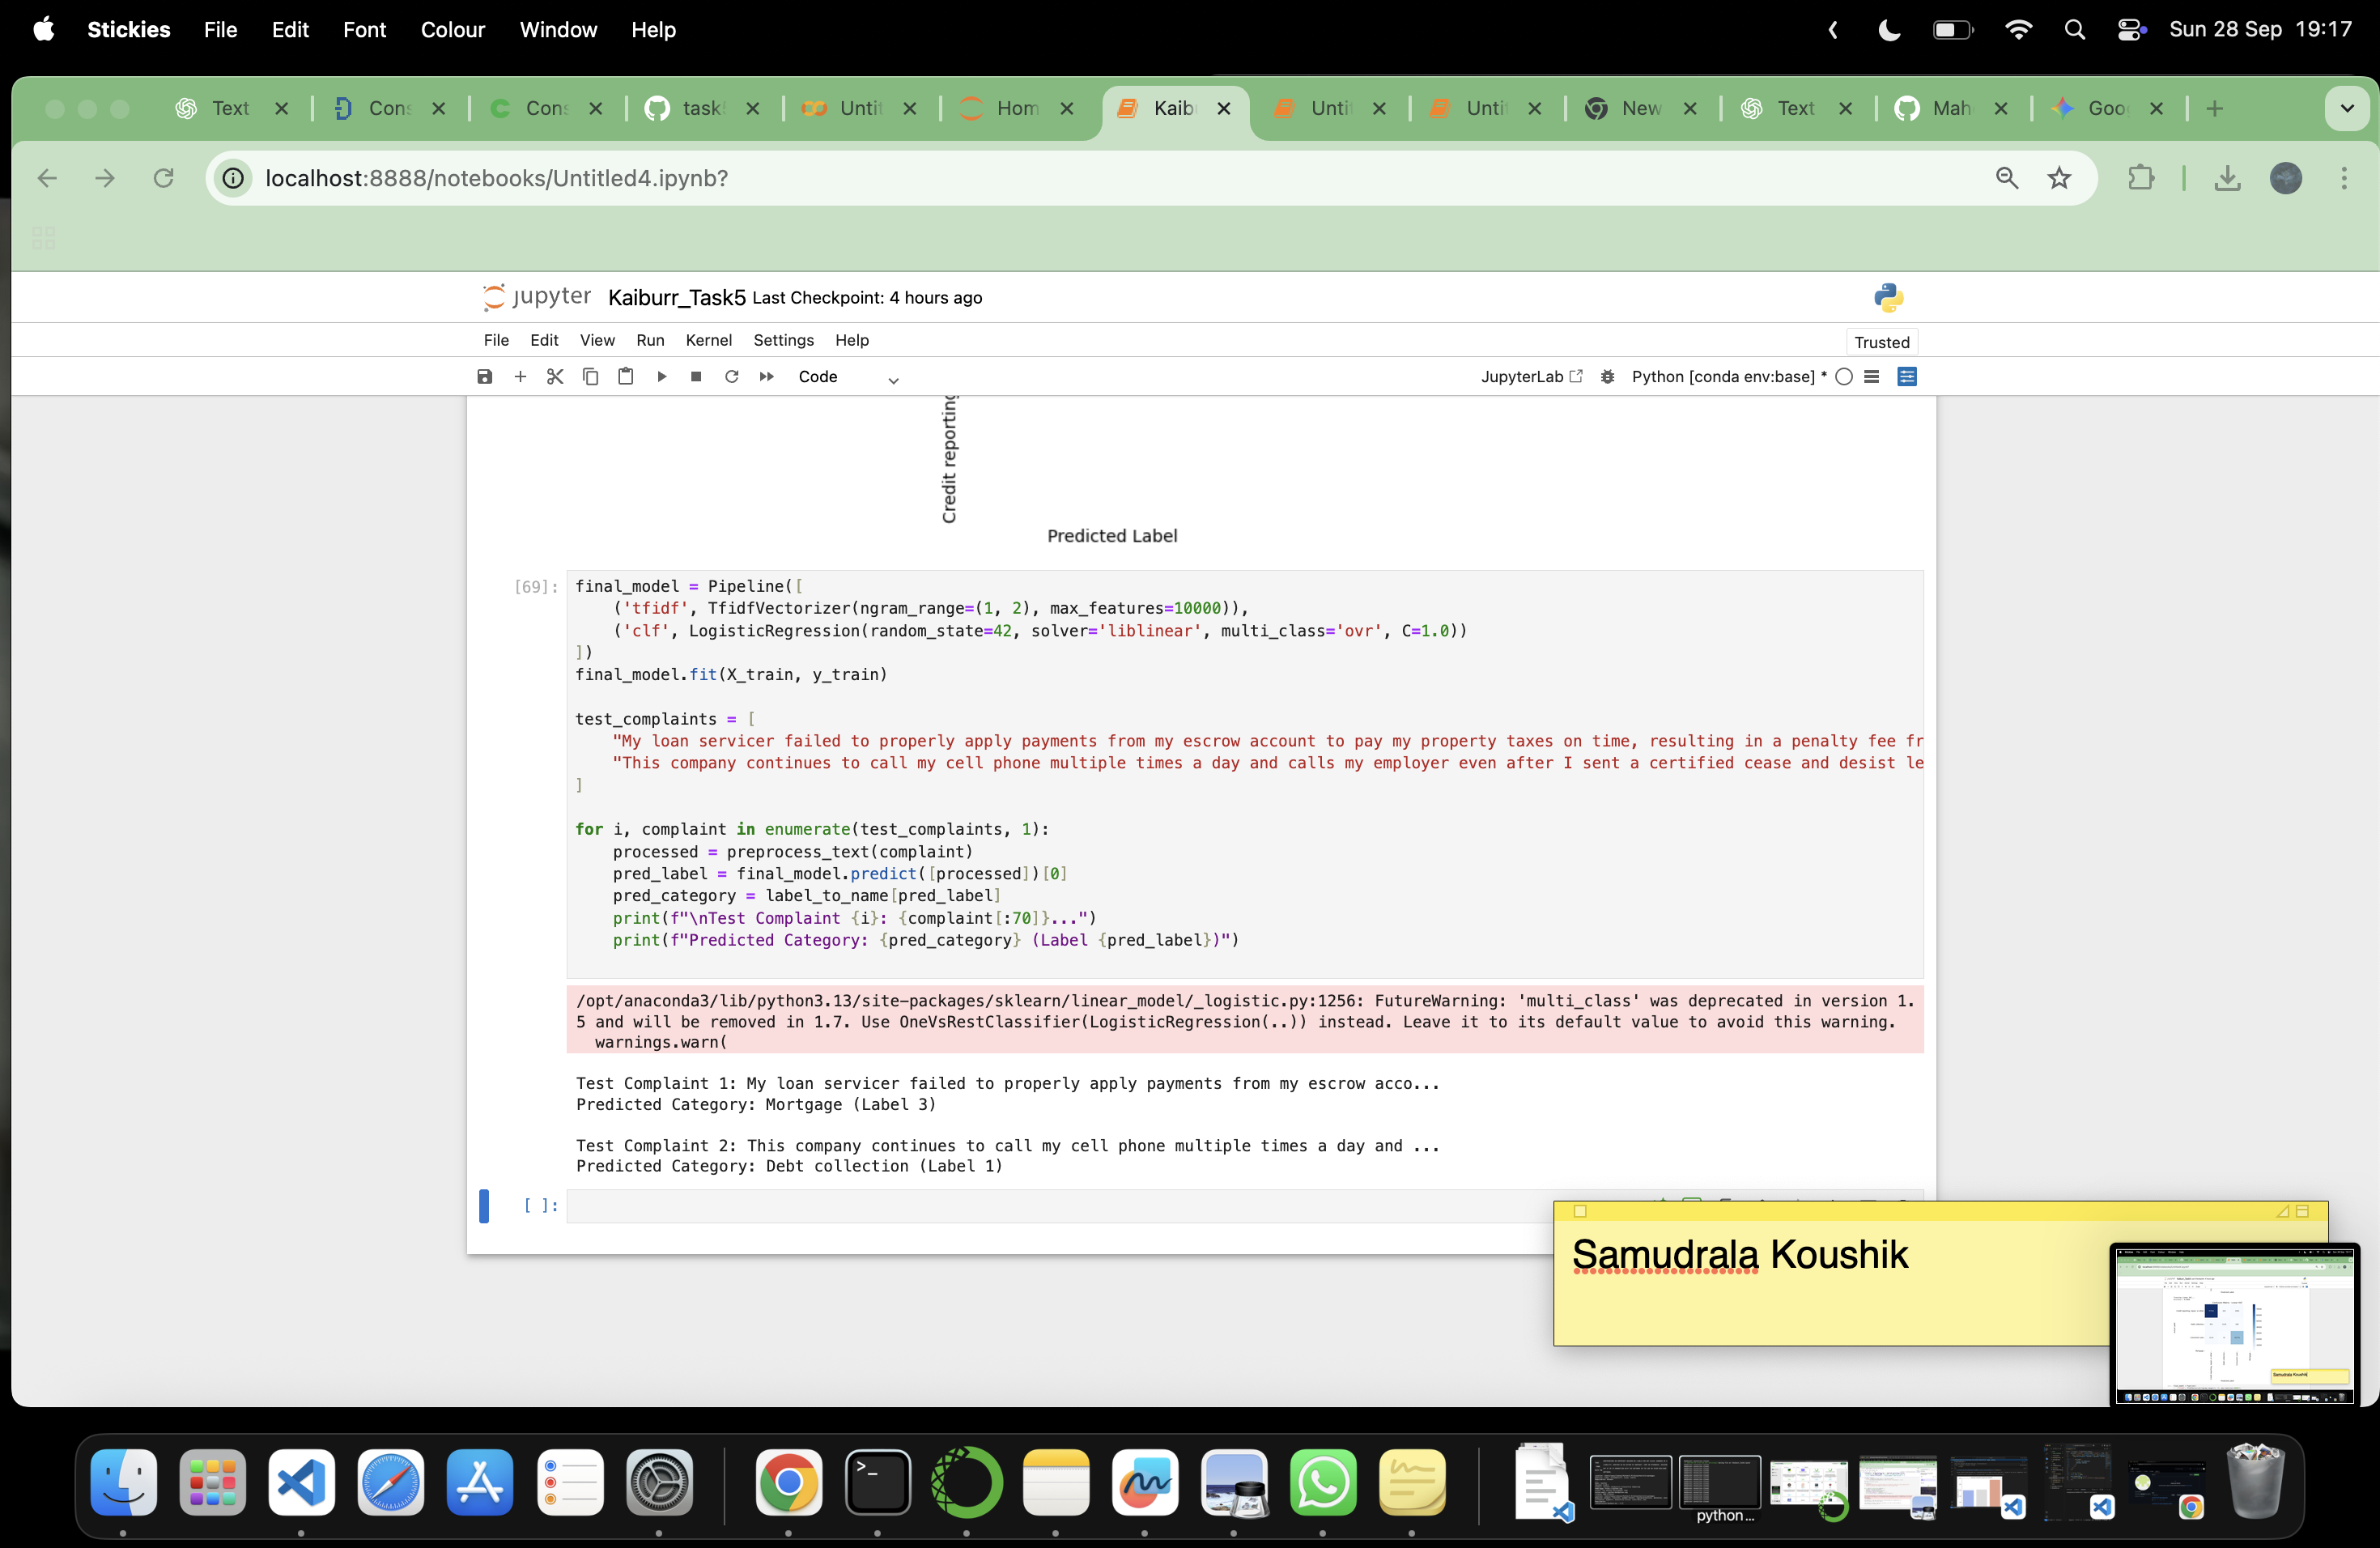 Stickies File Edit Font Colour Window Help Sun 28 Sep 19:17
Text Cons Cons task Untit Hom Kaib Unti Unti New Text Mah Goo
localhost:8888/notebooks/Untitled4.ipynb?
jupyter Kaiburr_Task5 Last Checkpoint: 4 hours ago
File Edit View Run Kernel Settings Help Trusted
Code JupyterLab Python [conda env:base] *
Credit reporting
Predicted Label
[69]: final_model = Pipeline([
('tfidf', TfidfVectorizer(ngram_range=(1, 2), max_features=10000)),
('clf', LogisticRegression(random_state=42, solver='liblinear', multi_class='ovr', C=1.0))
])
final_model.fit(X_train, y_train)
test_complaints = [
"My loan servicer failed to properly apply payments from my escrow account to pay my property taxes on time, resulting in a penalty fee fr
"This company continues to call my cell phone multiple times a day and calls my employer even after I sent a certified cease and desist le
]
for i, complaint in enumerate(test_complaints, 1):
processed = preprocess_text(complaint)
pred_label = final_model.predict([processed])[0]
pred_category = label_to_name[pred_label]
print(f"\nTest Complaint {i}: {complaint[:70]}...")
print(f"Predicted Category: {pred_category} (Label {pred_label})")
/opt/anaconda3/lib/python3.13/site-packages/sklearn/linear_model/_logistic.py:1256: FutureWarning: 'multi_class' was deprecated in version 1.
5 and will be removed in 1.7. Use OneVsRestClassifier(LogisticRegression(..)) instead. Leave it to its default value to avoid this warning.
warnings.warn(
Test Complaint 1: My loan servicer failed to properly apply payments from my escrow acco...
Predicted Category: Mortgage (Label 3)
Test Complaint 2: This company continues to call my cell phone multiple times a day and ...
Predicted Category: Debt collection (Label 1)
[ ]:
Samudrala Koushik
python...